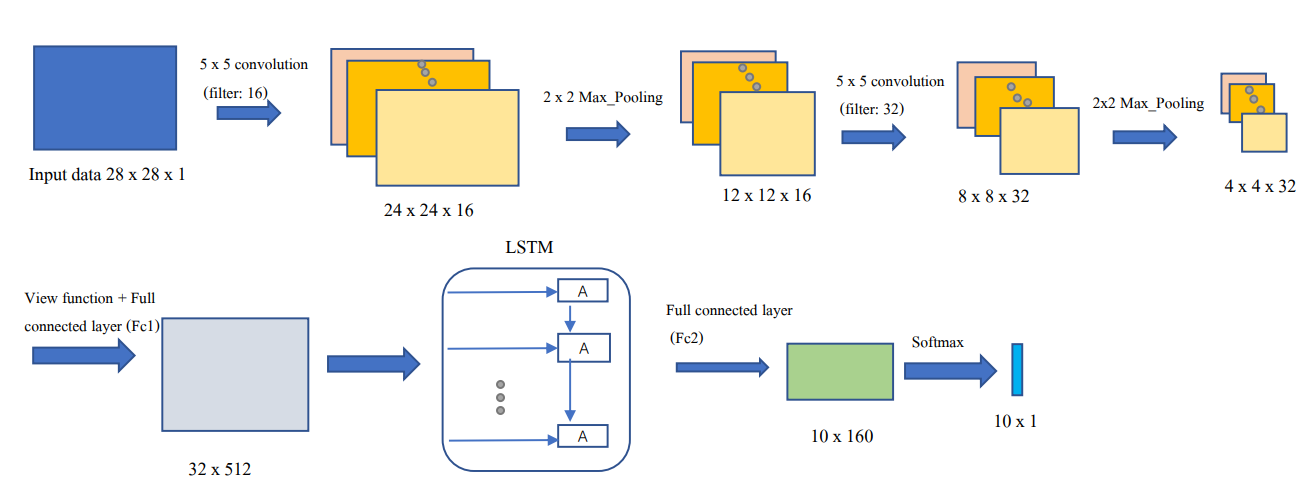 5 x 5 convolution
(filter: 16)
Input data 28 x 28 x 1
24 x 24 x 16
2 x 2 Max_Pooling
12 x 12 x 16
5 x 5 convolution
(filter: 32)
8 x 8 x 32
2x2 Max_Pooling
4 x 4 x 32
View function + Full
connected layer (Fc1)
32 x 512
LSTM
A
A
A
Full connected layer
(Fc2)
10 x 160
Softmax
10 x 1